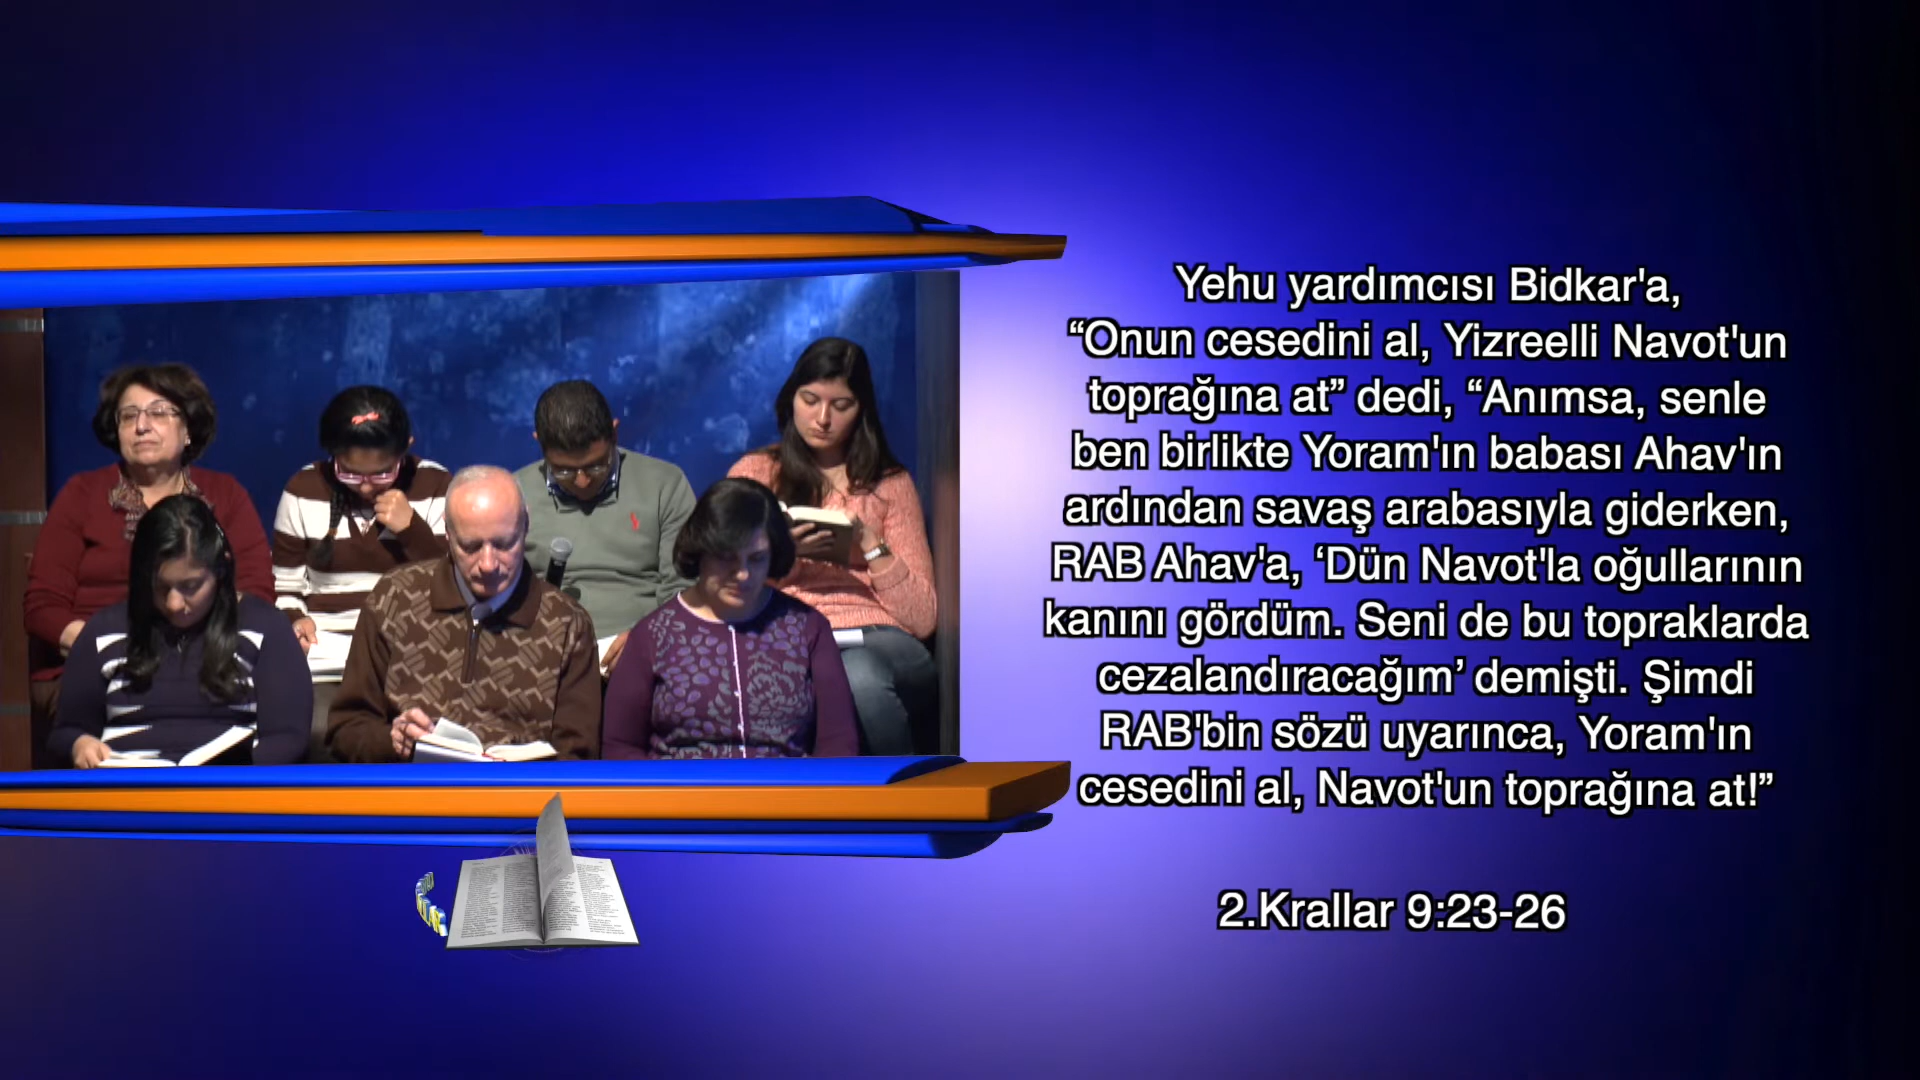 Yehu yardımcısı Bidkar'a,
“Onun cesedini al, Yizreelli Navot'un
toprağına at” dedi, “Anımsa, senle
ben birlikte Yoram'ın babası Ahav'ın
ardından savaş arabasıyla giderken,
RAB Ahav'a, ‘Dün Navot'la oğullarının
kanını gördüm. Seni de bu topraklarda
cezalandıracağım’ demişti. Şimdi
RAB'bin sözü uyarınca, Yoram'ın
cesedini al, Navot'un toprağına at!”
2.Krallar 9:23-26